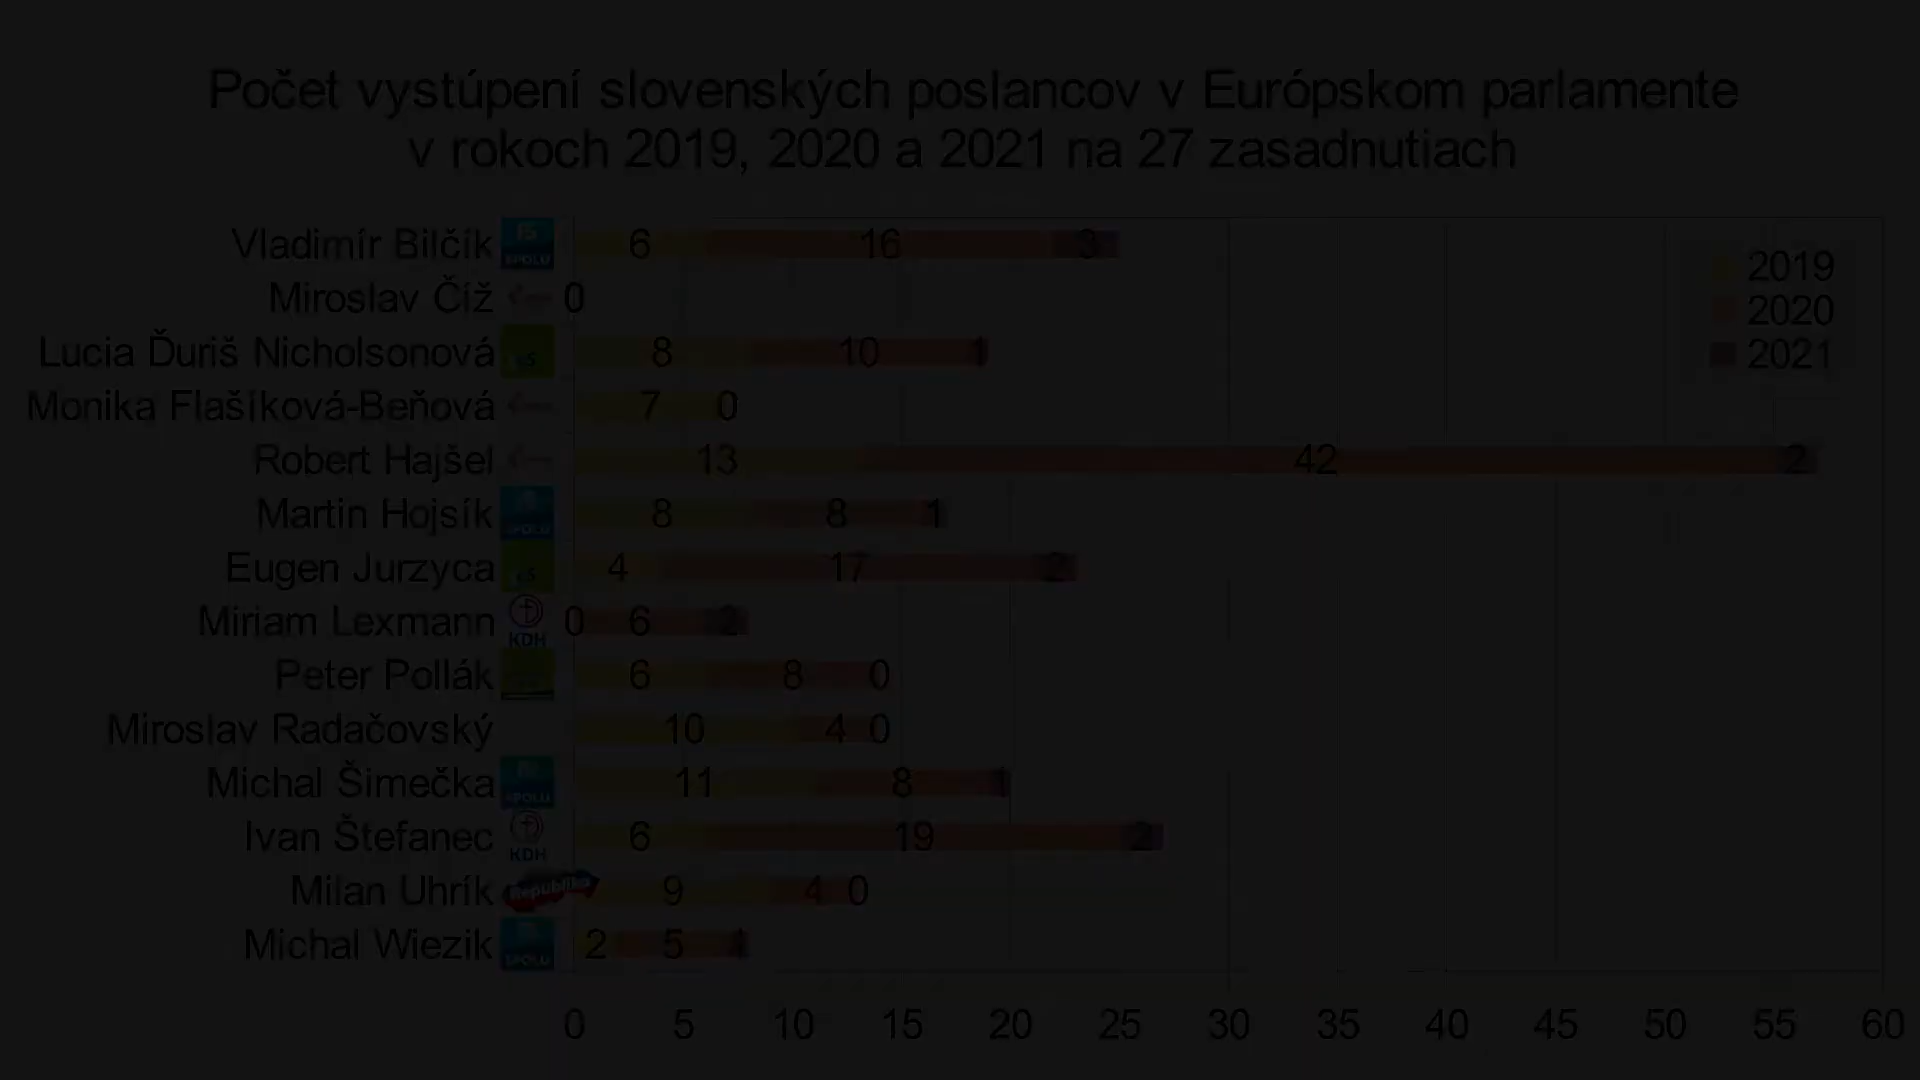 Počet vystúpení slovenských poslancov v Európskom parlamente
v rokoch 2019, 2020 a 2021 na 27 zasadnutiach
Vladimír Bilčík SPOLU 6 16 3
2019
Miroslav Číž 0
2020
Lucia Ďuriš Nicholsonová 8 10 1
2021
Monika Flašíková-Beňová 7 0
Robert Hajšel 13 42 2
Martin Hojsík SPOLU 8 8 1
Eugen Jurzyca 4 17 2
Miriam Lexmann KDH 0 6 2
Peter Pollák 6 8 0
Miroslav Radačovský 10 4 0
Michal Šimečka SPOLU 11 8 1
Ivan Štefanec KDH 6 19 2
Milan Uhrík Republika 9 4 0
Michal Wiezik SPOLU 2 5 1
0 5 10 15 20 25 30 35 40 45 50 55 60